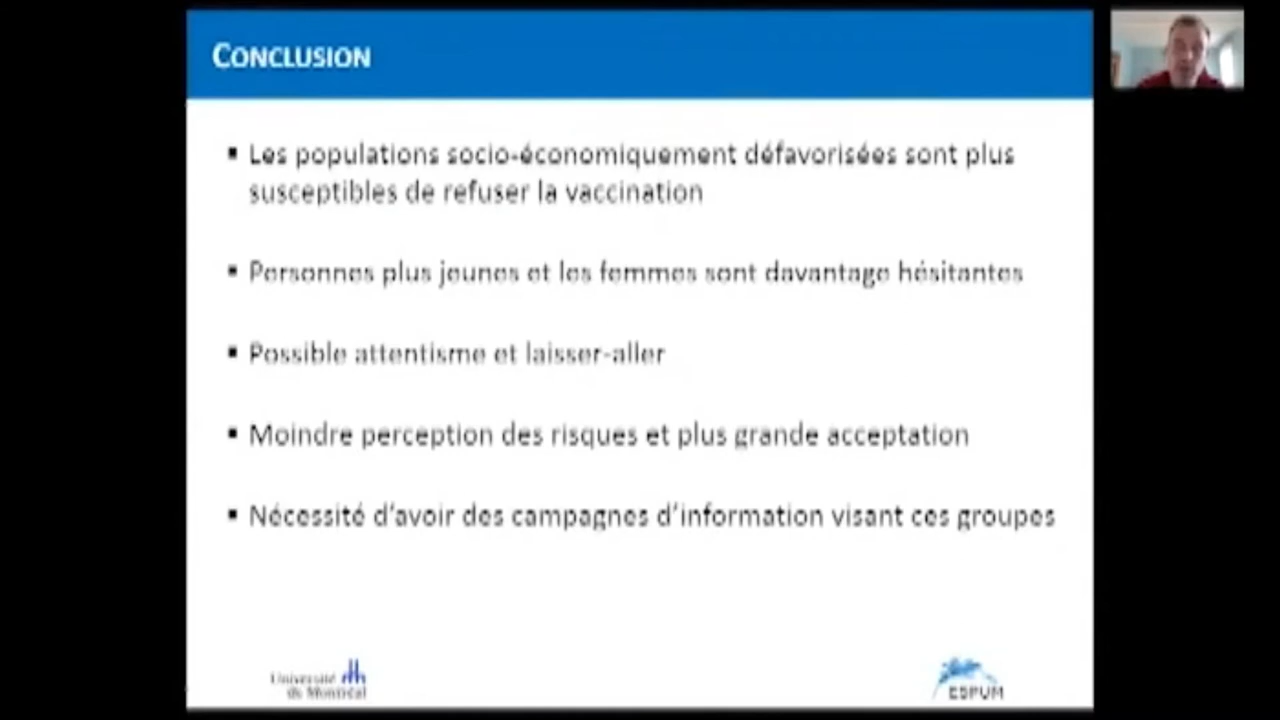 CONCLUSION
▪ Les populations socio-économiquement défavorisées sont plus
susceptibles de refuser la vaccination
▪ Personnes plus jeunes et les femmes sont davantage hésitantes
▪ Possible attentisme et laisser-aller
▪ Moindre perception des risques et plus grande acceptation
▪ Nécessité d'avoir des campagnes d'information visant ces groupes
Université
de Montréal
ESPUM